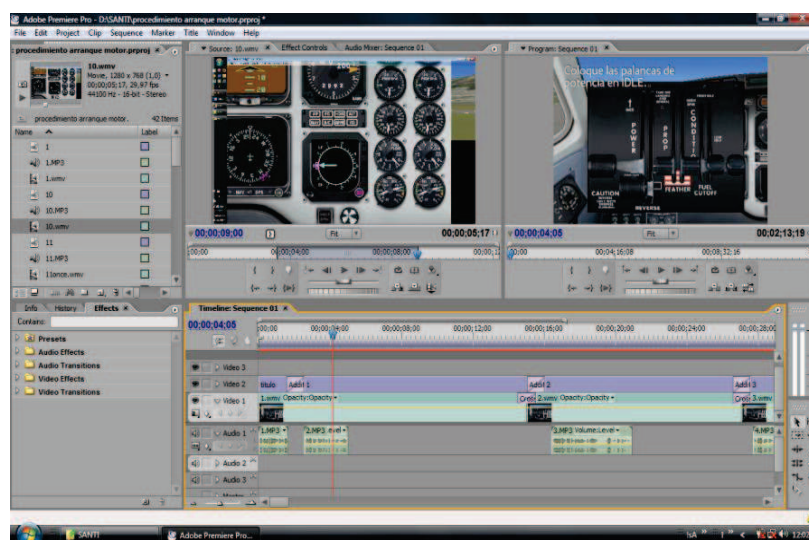 Adobe Premiere Pro - D:\SANTI\procedimiento arranque motor.prproj *
File Edit Project Clip Sequence Marker Title Window Help
procedimiento arranque motor.prproj
10.wmv
Movie, 1280 x 768 (1,0)
00;00;05;17, 29,97 fps
44100 Hz - 16-bit - Stereo
procedimiento arranque motor.
42 Items
Name Label
1
1.MP3
1.wmv
10
10.MP3
10.wmv
11
11.MP3
11once.wmv
Source: 10.wmv Effect Controls Audio Mixer: Sequence 01
00;00;09;00 Fit 00;00;05;17
00;00 00;00;04;00 00;00;08;00
Program: Sequence 01
Coloque las palancas de
potencia en IDLE..
POWER
PROP
CONDITIO
CAUTION
REVERSE
FEATHER
FUEL
CUTOFF
00;00;04;05 Fit 00;02;13;19
00;00 00;04;16;08 00;08;32;16
Info History Effects
Contains:
Presets
Audio Effects
Audio Transitions
Video Effects
Video Transitions
Timeline: Sequence 01
00;00;04;05
00;00 00;00;04;00 00;00;08;00 00;00;12;00 00;00;16;00 00;00;20;00 00;00;24;00 00;00;28;00
Video 3
Video 2 titulo Addit 1 Addit 2 Addit 3
Video 1 1.wmv Opacity:Opacity 2.wmv Opacity:Opacity 3.wmv
Audio 1 1.MP3 2.MP3 3.MP3 Volume:Level 4.MP3
Audio 2
Audio 3
SANTI Adobe Premiere Pro...